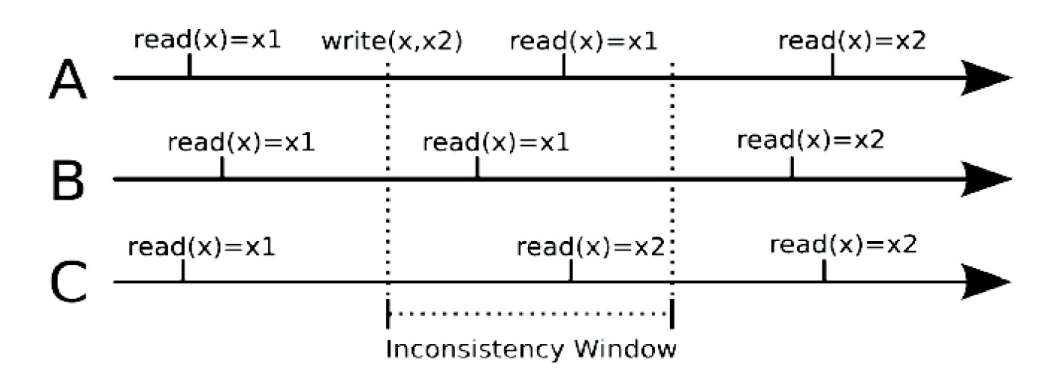 read(x)=x1 write(x,x2) read(x)=x1 read(x)=x2
A
read(x)=x1 read(x)=x1 read(x)=x2
B
read(x)=x1 read(x)=x2 read(x)=x2
C
Inconsistency Window